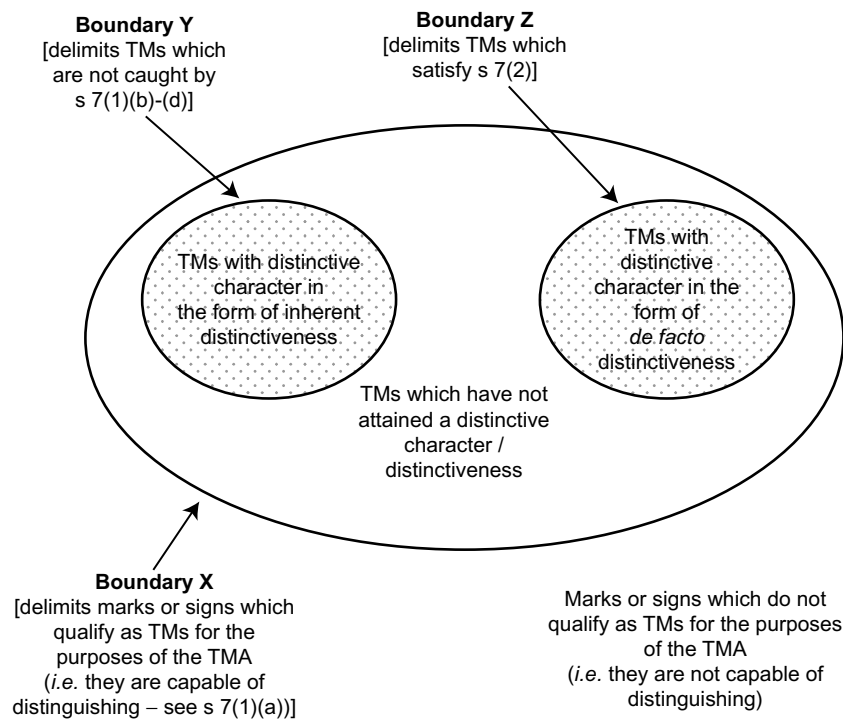 Boundary Y
[delimits TMs which
are not caught by
s 7(1)(b)-(d)]
Boundary Z
[delimits TMs which
satisfy s 7(2)]
TMs with distinctive
character in
the form of inherent
distinctiveness
TMs with
distinctive
character in the
form of
de facto
distinctiveness
TMs which have not
attained a distinctive
character /
distinctiveness
Boundary X
[delimits marks or signs which
qualify as TMs for the
purposes of the TMA
(i.e. they are capable of
distinguishing – see s 7(1)(a))]
Marks or signs which do not
qualify as TMs for the purposes
of the TMA
(i.e. they are not capable of
distinguishing)